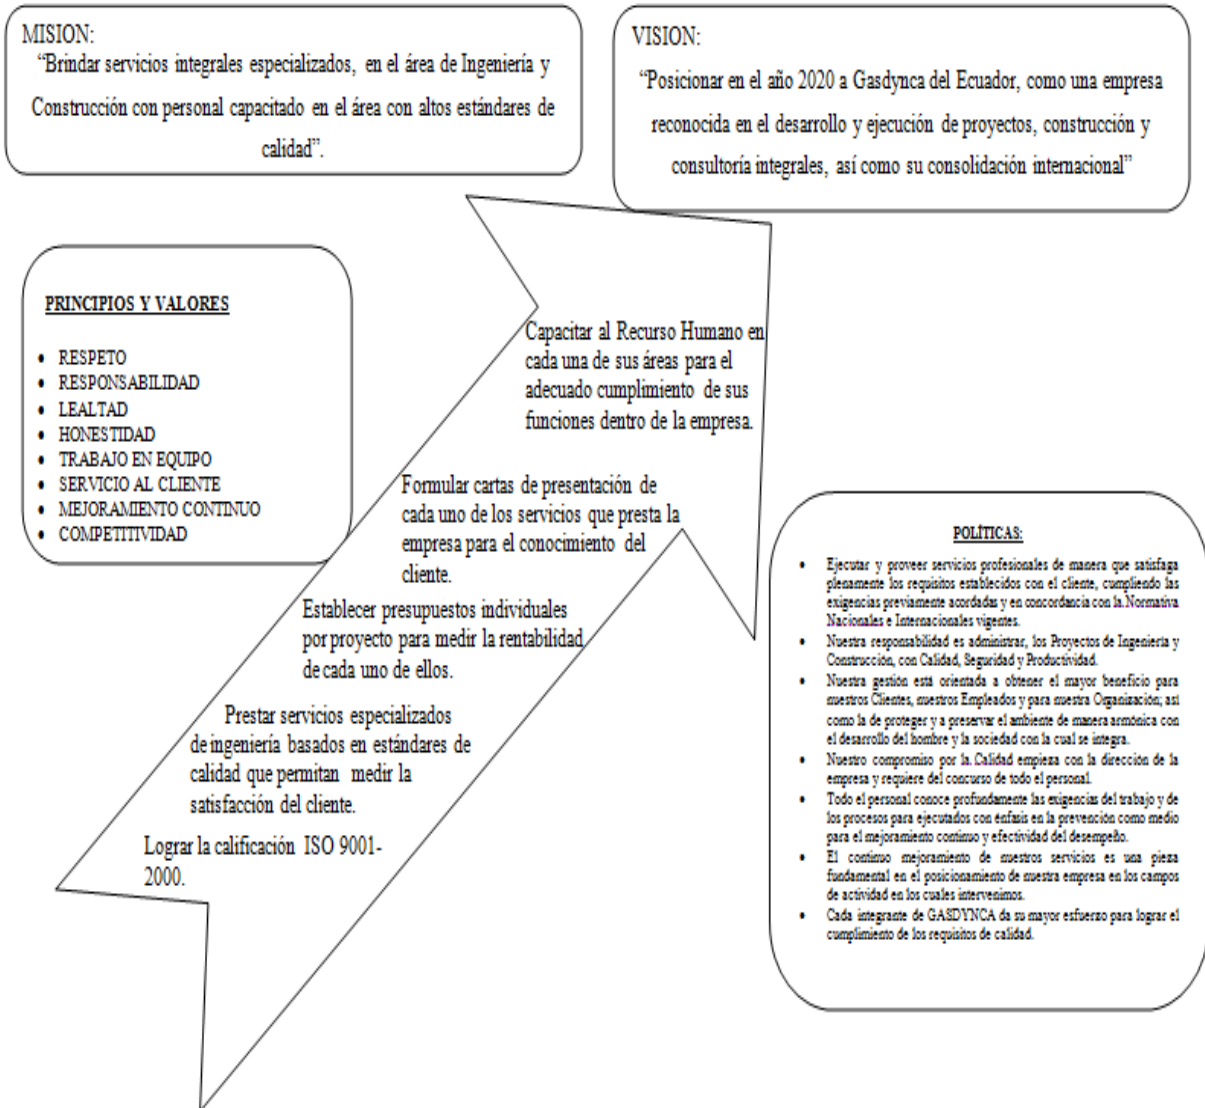 MISION:
“Brindar servicios integrales especializados, en el área de Ingeniería y
Construcción con personal capacitado en el área con altos estándares de
calidad”.
VISION:
“Posicionar en el año 2020 a Gasdynca del Ecuador, como una empresa
reconocida en el desarrollo y ejecución de proyectos, construcción y
consultoría integrales, así como su consolidación internacional”
PRINCIPIOS Y VALORES
• RESPETO
• RESPONSABILIDAD
• LEALTAD
• HONESTIDAD
• TRABAJO EN EQUIPO
• SERVICIO AL CLIENTE
• MEJORAMIENTO CONTINUO
• COMPETITIVIDAD
Capacitar al Recurso Humano en
cada una de sus áreas para el
adecuado cumplimiento de sus
funciones dentro de la empresa.
Formular cartas de presentación de
cada uno de los servicios que presta la
empresa para el conocimiento del
cliente.
Establecer presupuestos individuales
por proyecto para medir la rentabilidad
de cada uno de ellos.
Prestar servicios especializados
de ingeniería basados en estándares de
calidad que permitan medir la
satisfacción del cliente.
Lograr la calificación ISO 9001-
2000.
POLÍTICAS:
• Ejecutar y proveer servicios profesionales de manera que satisfaga
plenamente los requisitos establecidos con el cliente, cumpliendo las
exigencias previamente acordadas y en concordancia con la Normativa
Nacionales e Internacionales vigentes.
• Nuestra responsabilidad es administrar, los Proyectos de Ingeniería y
Construcción, con Calidad, Seguridad y Productividad.
• Nuestra gestión está orientada a obtener el mayor beneficio para
nuestros Clientes, nuestros Empleados y para nuestra Organización; así
como la de proteger y a preservar el ambiente de manera armónica con
el desarrollo del hombre y la sociedad con la cual se integra.
• Nuestro compromiso por la Calidad empieza con la dirección de la
empresa y requiere del concurso de todo el personal.
• Todo el personal conoce profundamente las exigencias del trabajo y de
los procesos para ejecutados con énfasis en la prevención como medio
para el mejoramiento continuo y efectividad del desempeño.
• El continuo mejoramiento de nuestros servicios es una pieza
fundamental en el posicionamiento de nuestra empresa en los campos
de actividad en los cuales intervenimos.
• Cada integrante de GASDYNCA da su mayor esfuerzo para lograr el
cumplimiento de los requisitos de calidad.